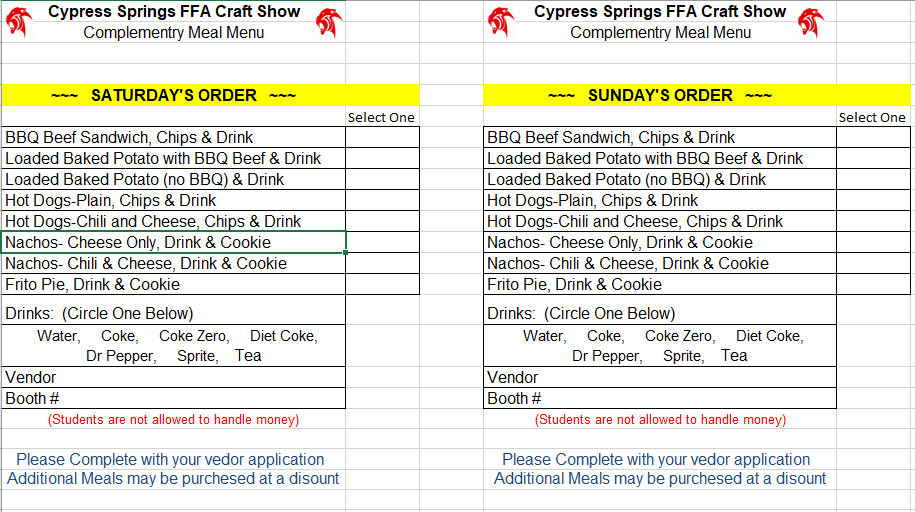 Cypress Springs FFA Craft Show
Complementry Meal Menu
~~~ SATURDAY'S ORDER ~~~
Select One
BBQ Beef Sandwich, Chips & Drink
Loaded Baked Potato with BBQ Beef & Drink
Loaded Baked Potato (no BBQ) & Drink
Hot Dogs-Plain, Chips & Drink
Hot Dogs-Chili and Cheese, Chips & Drink
Nachos- Cheese Only, Drink & Cookie
Nachos- Chili & Cheese, Drink & Cookie
Frito Pie, Drink & Cookie
Drinks: (Circle One Below)
Water, Coke, Coke Zero, Diet Coke,
Dr Pepper, Sprite, Tea
Vendor
Booth #
(Students are not allowed to handle money)
Please Complete with your vedor application
Additional Meals may be purchesed at a disount
Cypress Springs FFA Craft Show
Complementry Meal Menu
~~~ SUNDAY'S ORDER ~~~
Select One
BBQ Beef Sandwich, Chips & Drink
Loaded Baked Potato with BBQ Beef & Drink
Loaded Baked Potato (no BBQ) & Drink
Hot Dogs-Plain, Chips & Drink
Hot Dogs-Chili and Cheese, Chips & Drink
Nachos- Cheese Only, Drink & Cookie
Nachos- Chili & Cheese, Drink & Cookie
Frito Pie, Drink & Cookie
Drinks: (Circle One Below)
Water, Coke, Coke Zero, Diet Coke,
Dr Pepper, Sprite, Tea
Vendor
Booth #
(Students are not allowed to handle money)
Please Complete with your vedor application
Additional Meals may be purchesed at a disount